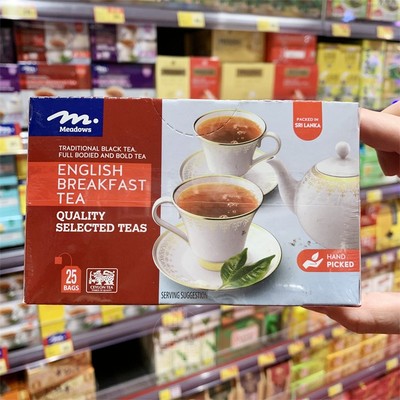 m.
Meadows
PACKED IN
SRI LANKA
TRADITIONAL BLACK TEA.
FULL BODIED AND BOLD TEA
ENGLISH
BREAKFAST
TEA
QUALITY
SELECTED TEAS
25
BAGS
CEYLON TEA
HAND
PICKED
SERVING SUGGESTION